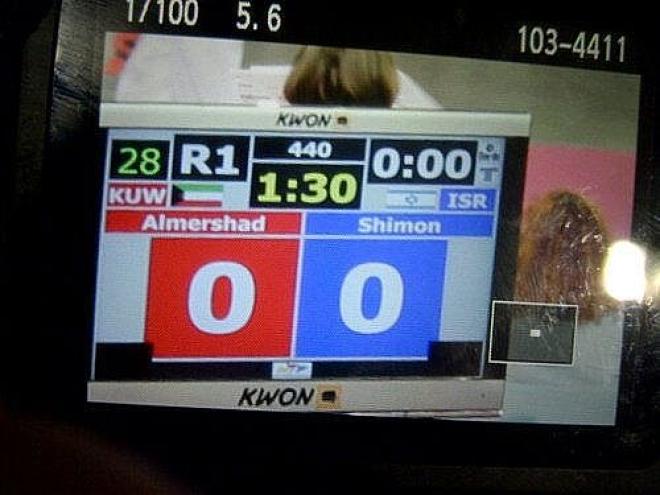 1/100 5.6 103-4411
KWON
28 R1 440 0:00
KUW 1:30 ISR
Almershad Shimon
0 0
KWON